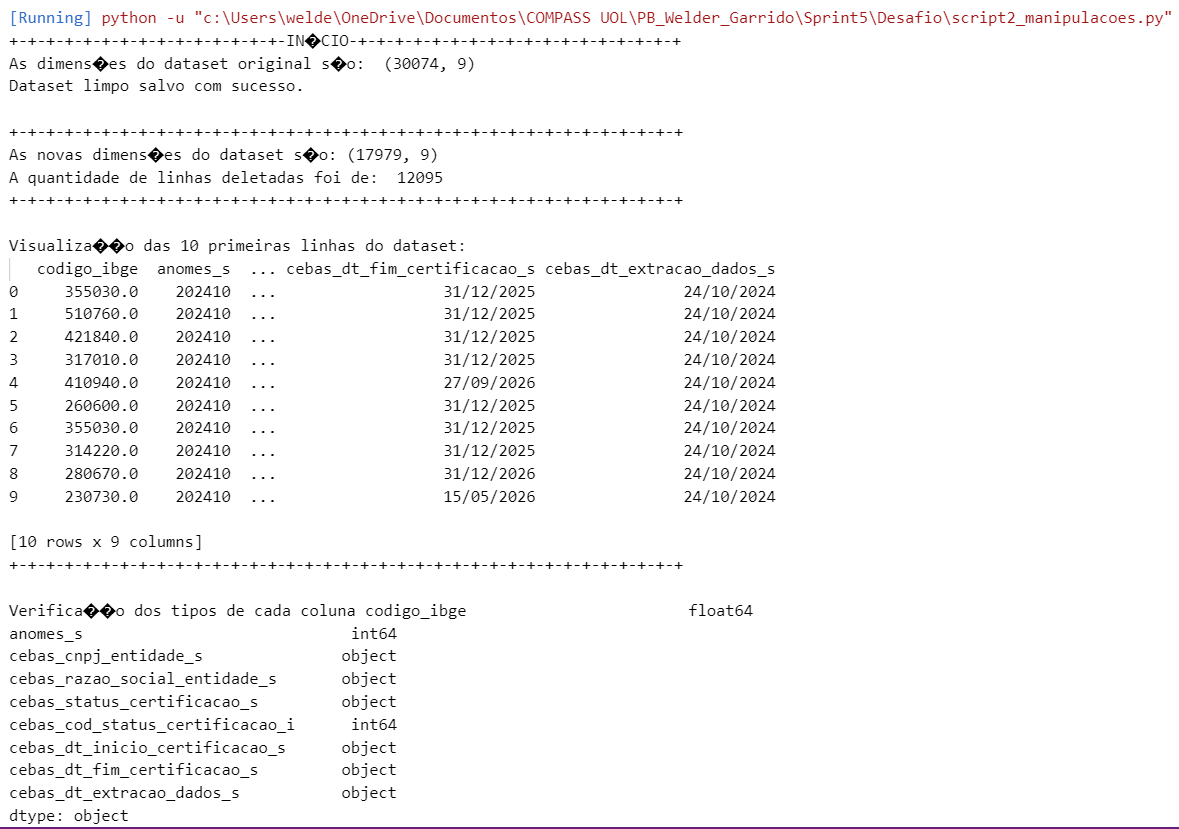 [Running] python -u "c:\Users\welde\OneDrive\Documentos\COMPASS UOL\PB_Welder_Garrido\Sprint5\Desafio\script2_manipulacoes.py"
+-+-+-+-+-+-+-+-+-+-+-+-+-+-+-IN�CIO-+-+-+-+-+-+-+-+-+-+-+-+-+-+-+-+-+-+
As dimens�es do dataset original s�o:  (30074, 9)
Dataset limpo salvo com sucesso.
+-+-+-+-+-+-+-+-+-+-+-+-+-+-+-+-+-+-+-+-+-+-+-+-+-+-+-+-+-+-+-+-+-+-+-+-+
As novas dimens�es do dataset s�o: (17979, 9)
A quantidade de linhas deletadas foi de:  12095
+-+-+-+-+-+-+-+-+-+-+-+-+-+-+-+-+-+-+-+-+-+-+-+-+-+-+-+-+-+-+-+-+-+-+-+-+
Visualiza��o das 10 primeiras linhas do dataset:
   codigo_ibge  anomes_s  ... cebas_dt_fim_certificacao_s cebas_dt_extracao_dados_s
0     355030.0    202410  ...                  31/12/2025                24/10/2024
1     510760.0    202410  ...                  31/12/2025                24/10/2024
2     421840.0    202410  ...                  31/12/2025                24/10/2024
3     317010.0    202410  ...                  31/12/2025                24/10/2024
4     410940.0    202410  ...                  27/09/2026                24/10/2024
5     260600.0    202410  ...                  31/12/2025                24/10/2024
6     355030.0    202410  ...                  31/12/2025                24/10/2024
7     314220.0    202410  ...                  31/12/2025                24/10/2024
8     280670.0    202410  ...                  31/12/2026                24/10/2024
9     230730.0    202410  ...                  15/05/2026                24/10/2024
[10 rows x 9 columns]
+-+-+-+-+-+-+-+-+-+-+-+-+-+-+-+-+-+-+-+-+-+-+-+-+-+-+-+-+-+-+-+-+-+-+-+-+
Verifica��o dos tipos de cada coluna codigo_ibge                        float64
anomes_s                             int64
cebas_cnpj_entidade_s               object
cebas_razao_social_entidade_s       object
cebas_status_certificacao_s         object
cebas_cod_status_certificacao_i      int64
cebas_dt_inicio_certificacao_s      object
cebas_dt_fim_certificacao_s         object
cebas_dt_extracao_dados_s           object
dtype: object